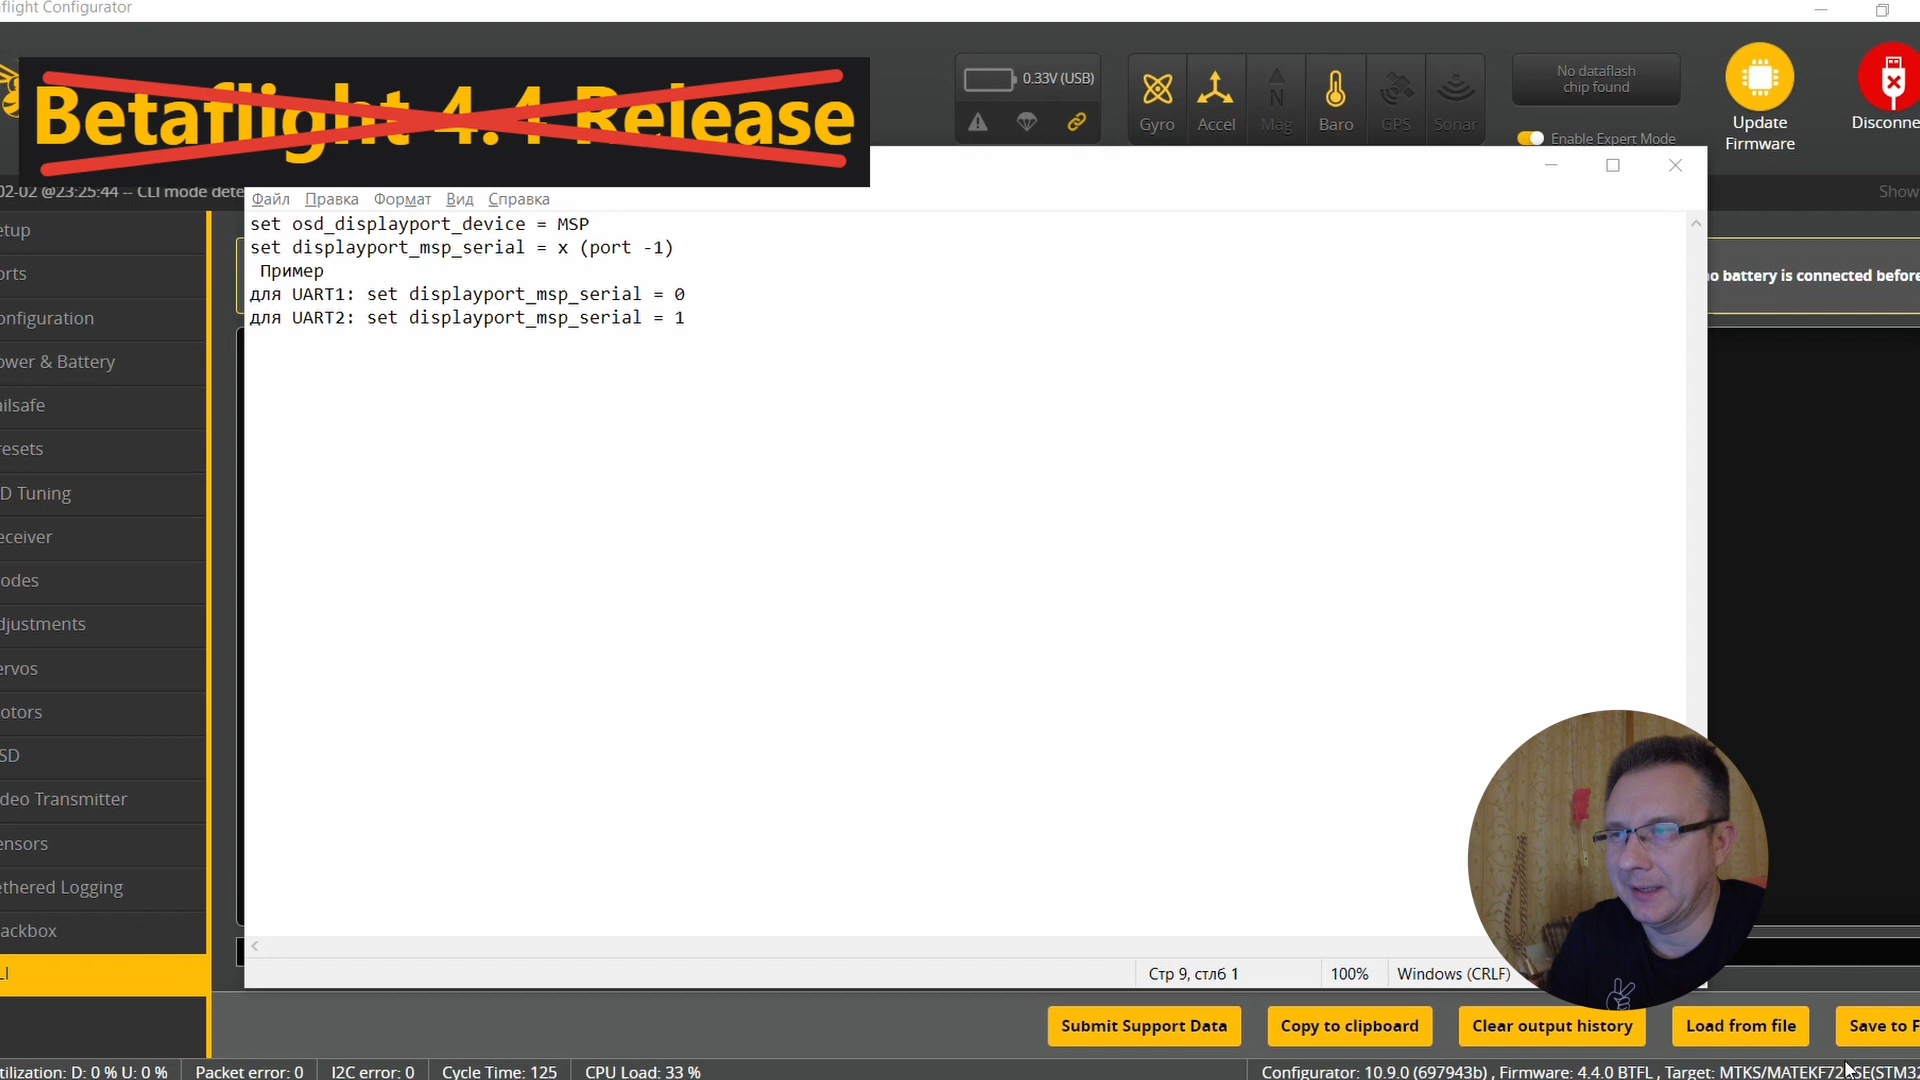 flight Configurator
Betaflight 4.4 Release
0.33V (USB)
Gyro
Accel
Mag
Baro
GPS
Sonar
No dataflash
chip found
Enable Expert Mode
Update
Firmware
Disconne
02-02 @23:25:44 -- CLI mode dete
Show
Файл Правка Формат Вид Справка
set osd_displayport_device = MSP
set displayport_msp_serial = x (port -1)
Пример
для UART1: set displayport_msp_serial = 0
для UART2: set displayport_msp_serial = 1
no battery is connected before
etup
orts
onfiguration
ower & Battery
ailsafe
resets
D Tuning
eceiver
odes
djustments
ervos
otors
SD
deo Transmitter
ensors
ethered Logging
ackbox
LI
Стр 9, стлб 1
100%
Windows (CRLF)
Submit Support Data
Copy to clipboard
Clear output history
Load from file
Save to F
tilization: D: 0 % U: 0 %
Packet error: 0
I2C error: 0
Cycle Time: 125
CPU Load: 33 %
Configurator: 10.9.0 (697943b) , Firmware: 4.4.0 BTFL , Target: